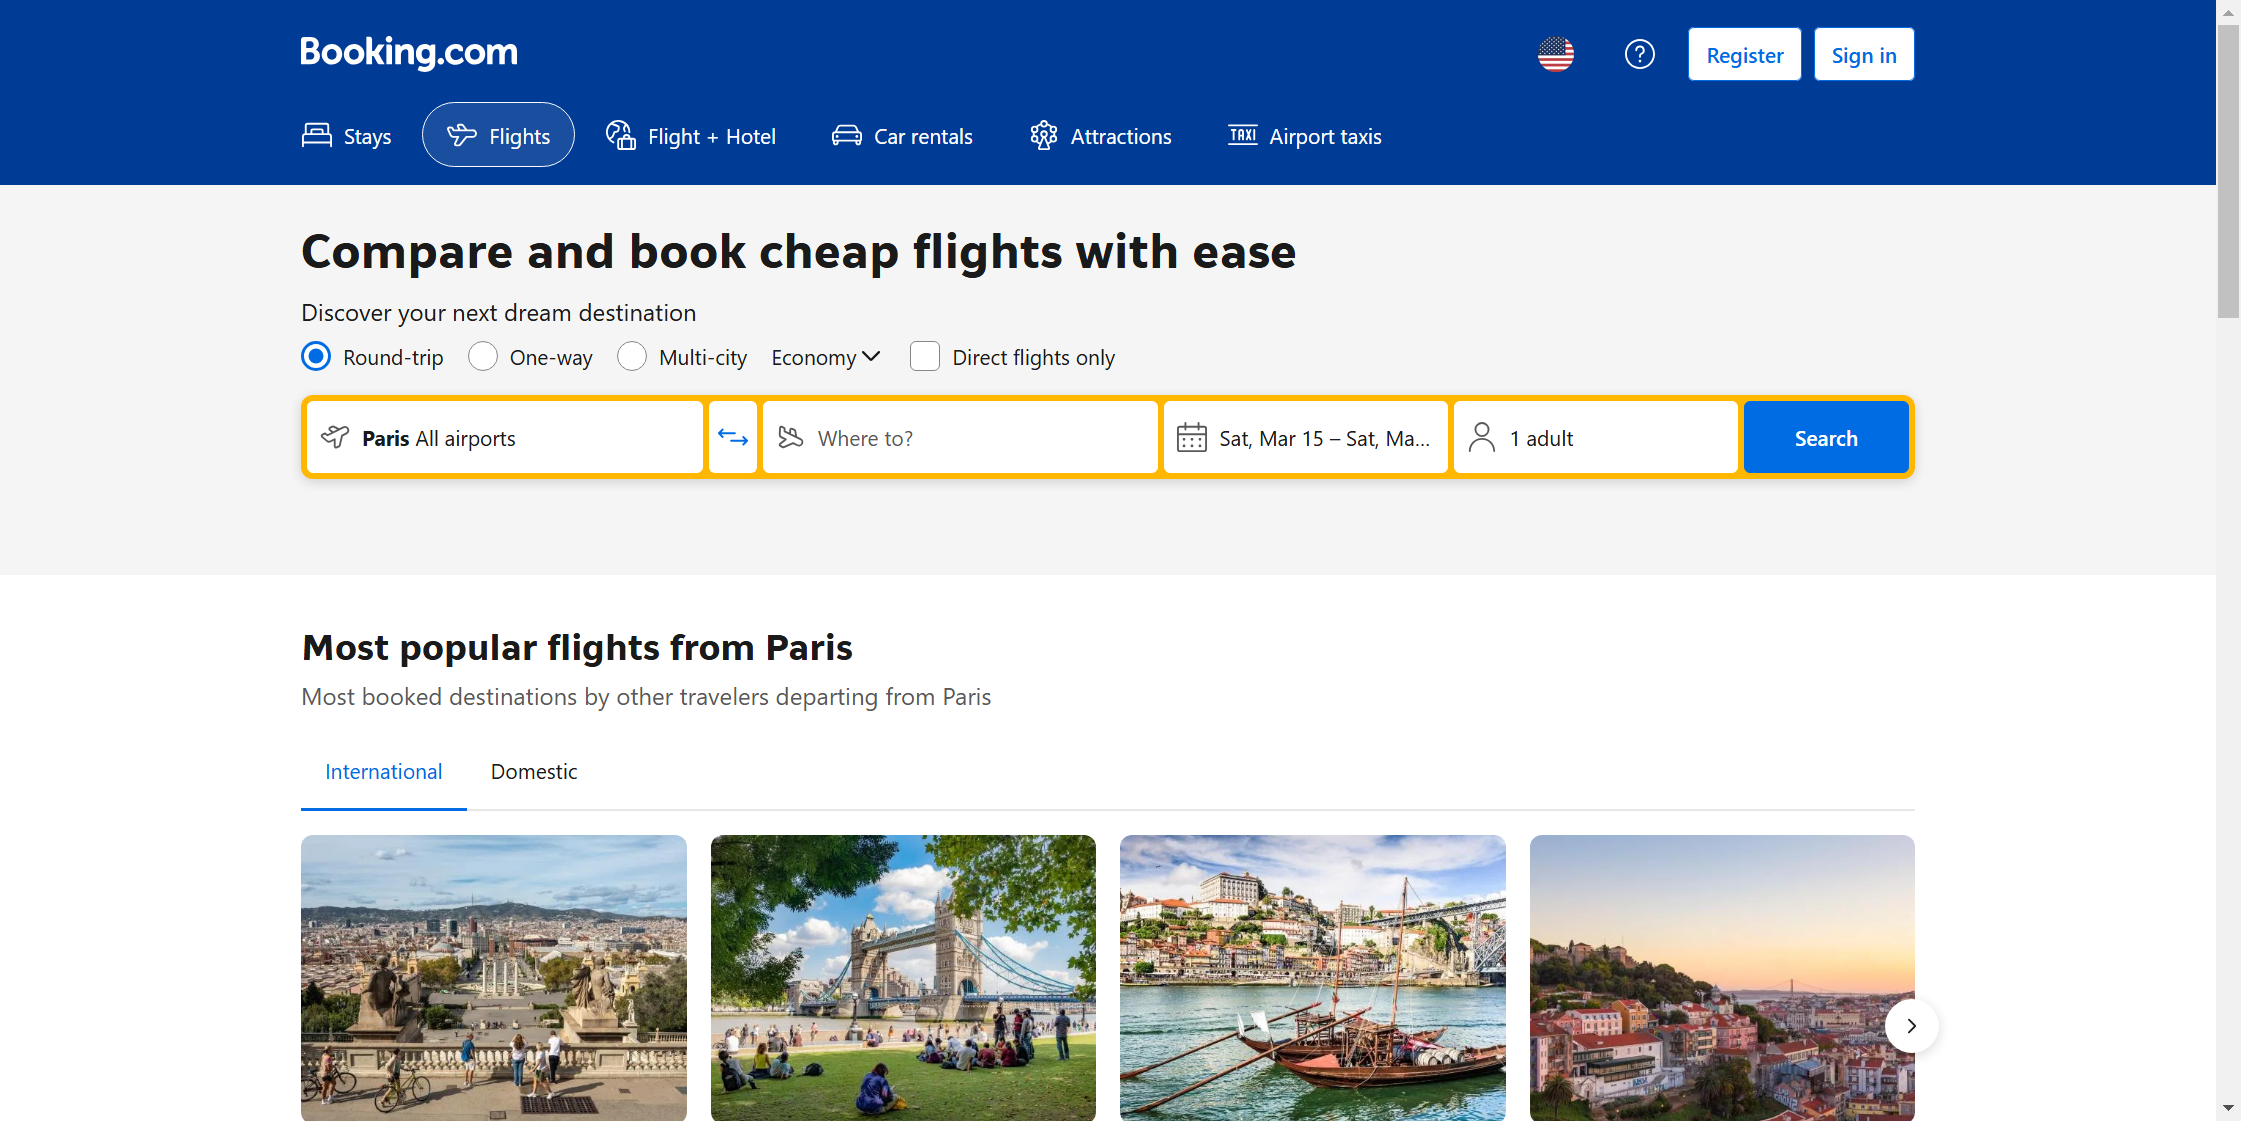 Booking.com
Register
Sign in
Stays
Flights
Flight + Hotel
Car rentals
Attractions
TAXI
Airport taxis
Compare and book cheap flights with ease
Discover your next dream destination
Round-trip
One-way
Multi-city
Economy
Direct flights only
Paris All airports
Where to?
Sat, Mar 15 – Sat, Ma...
1 adult
Search
Most popular flights from Paris
Most booked destinations by other travelers departing from Paris
International
Domestic